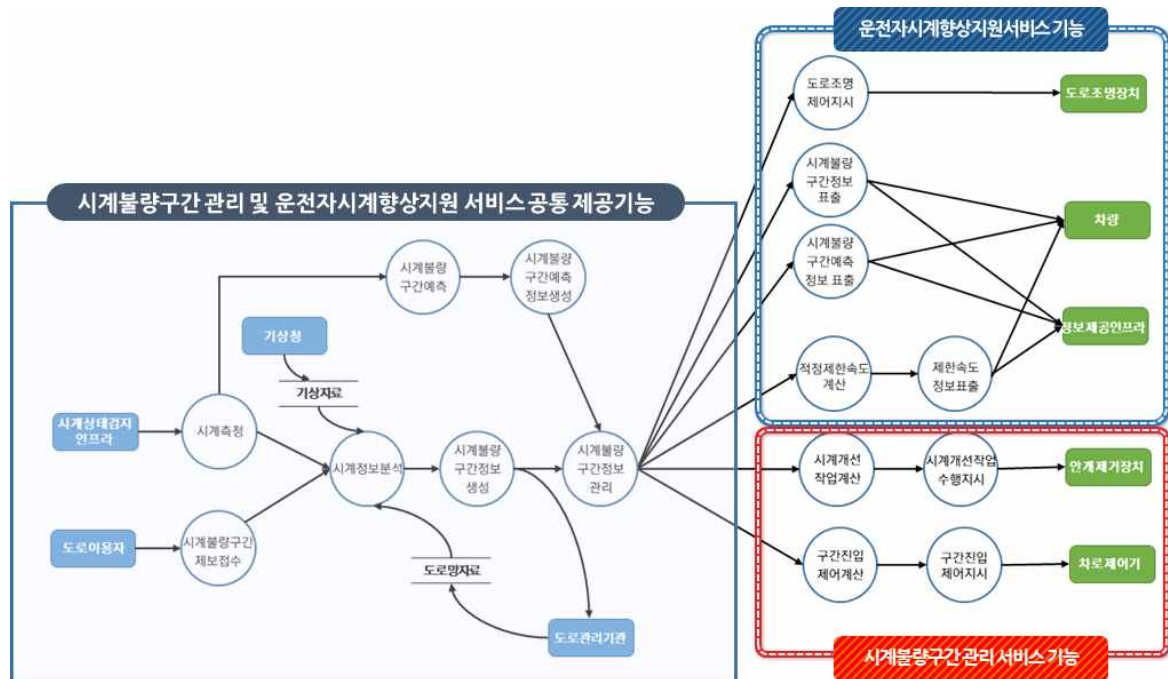 운전자시계향상지원서비스 기능
도로조명
제어지시
도로조명장치
시계불량
구간정보
표출
차량
시계불량
구간예측
정보 표출
정보제공인프라
적정제한속도
계산
제한속도
정보표출
시계불량구간 관리 및 운전자시계향상지원 서비스 공통 제공기능
시계불량
구간예측
시계불량
구간예측
정보생성
기상청
기상자료
시계상태검지
인프라
시계측정
시계정보분석
시계불량
구간정보
생성
시계불량
구간정보
관리
도로이용자
시계불량구간
제보접수
도로망자료
도로관리기관
시계개선
작업계산
시계개선작업
수행지시
안개제거장치
구간진입
제어계산
구간진입
제어지시
차로제어기
시계불량구간 관리 서비스 기능